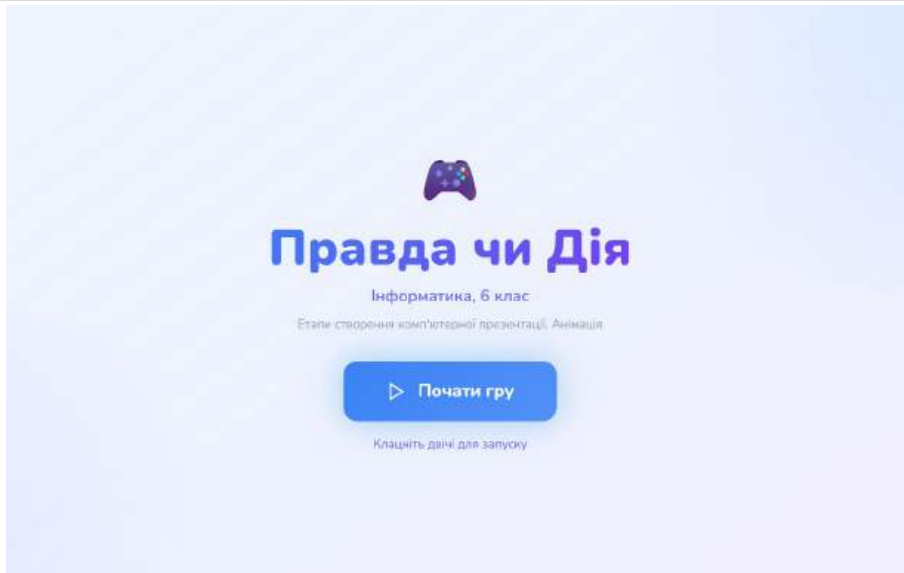 Правда чи Дія
Інформатика, 6 клас
Етапи створення комп'ютерної презентації. Анімація
Почати гру
Клацніть двічі для запуску